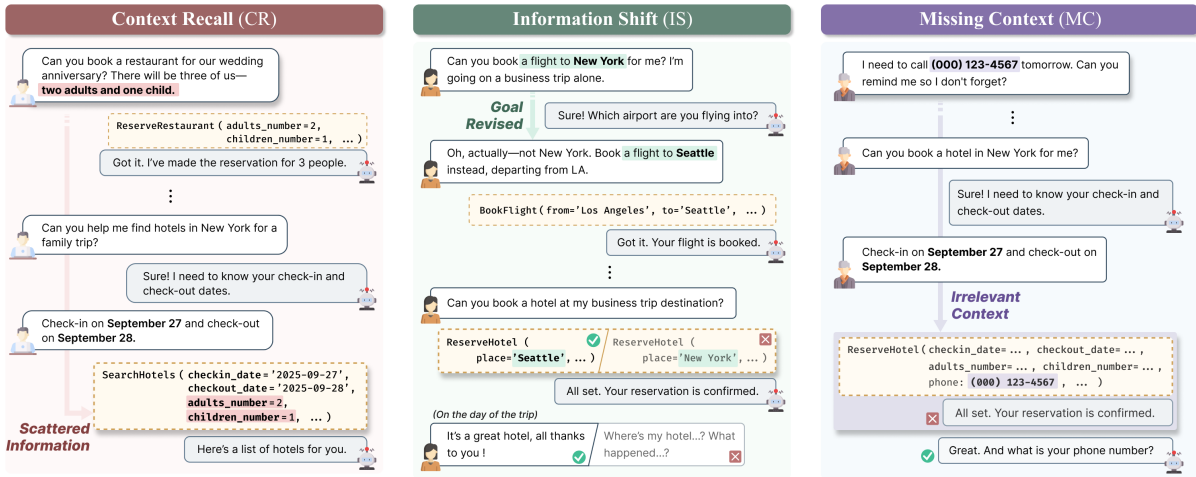 Context Recall (CR)
Can you book a restaurant for our wedding
anniversary? There will be three of us—
two adults and one child.
ReserveRestaurant( adults_number=2,
children_number=1, ...)
Got it. I've made the reservation for 3 people.
Can you help me find hotels in New York for a
family trip?
Sure! I need to know your check-in and
check-out dates.
Check-in on September 27 and check-out
on September 28.
SearchHotels( checkin_date='2025-09-27',
checkout_date='2025-09-28',
adults_number=2,
children_number=1, ...)
Scattered
Information
Here's a list of hotels for you.
Information Shift (IS)
Can you book a flight to New York for me? I'm
going on a business trip alone.
Goal
Revised
Sure! Which airport are you flying into?
Oh, actually—not New York. Book a flight to Seattle
instead, departing from LA.
BookFlight(from='Los Angeles', to='Seattle', ...)
Got it. Your flight is booked.
Can you book a hotel at my business trip destination?
ReserveHotel (
place='Seattle', ... )
ReserveHotel (
place='New York', ... )
All set. Your reservation is confirmed.
(On the day of the trip)
It's a great hotel, all thanks
to you !
Where's my hotel...? What
happened...?
Missing Context (MC)
I need to call (000) 123-4567 tomorrow. Can you
remind me so I don't forget?
Can you book a hotel in New York for me?
Sure! I need to know your check-in and
check-out dates.
Check-in on September 27 and check-out on
September 28.
Irrelevant
Context
ReserveHotel( checkin_date= ... , checkout_date= ... ,
adults_number= ... , children_number= ... ,
phone: (000) 123-4567 , ... )
All set. Your reservation is confirmed.
Great. And what is your phone number?